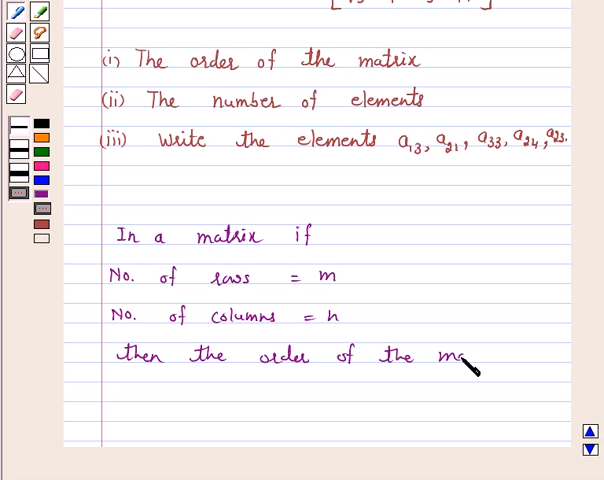 (i) The order of the matrix
(ii) The number of elements
(iii) Write the elements a13, a21, a33, a24, a23.
In a matrix if
No. of rows = m
No. of columns = n
then the order of the ma